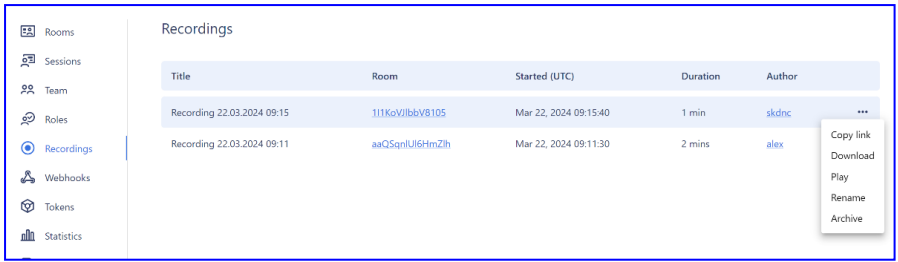 Rooms
Sessions
Team
Roles
Recordings
Webhooks
Tokens
Statistics
Recordings
Title Room Started (UTC) Duration Author
Recording 22.03.2024 09:15 1I1KoVJlbbV8105 Mar 22, 2024 09:15:40 1 min skdnc •••
Recording 22.03.2024 09:11 aaQSqnlUl6HmZlh Mar 22, 2024 09:11:30 2 mins alex
Copy link
Download
Play
Rename
Archive